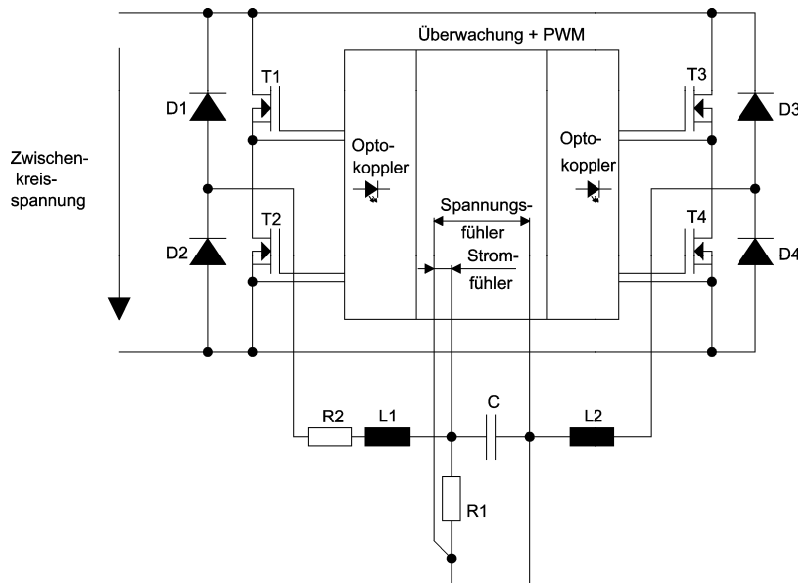 Überwachung + PWM
T1
T3
D1
D3
Opto-
koppler
Opto-
koppler
Zwischen-
kreis-
spannung
Spannungs-
fühler
T2
T4
D2
D4
Strom-
fühler
R2
L1
C
L2
R1